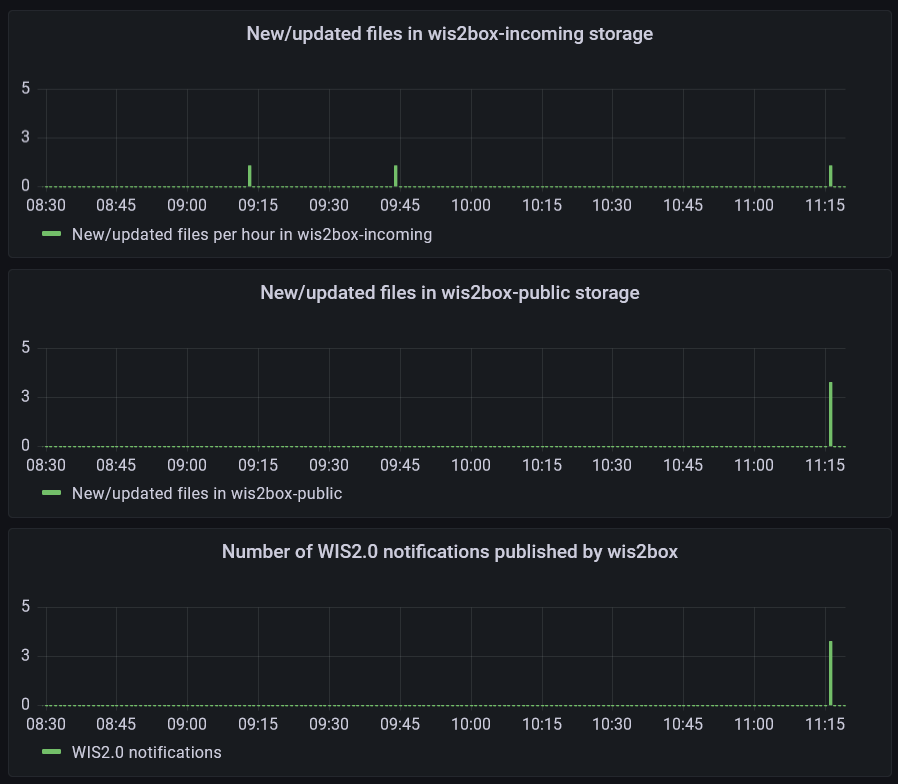 New/updated files in wis2box-incoming storage
5
3
0
08:30 08:45 09:00 09:15 09:30 09:45 10:00 10:15 10:30 10:45 11:00 11:15
New/updated files per hour in wis2box-incoming
New/updated files in wis2box-public storage
5
3
0
08:30 08:45 09:00 09:15 09:30 09:45 10:00 10:15 10:30 10:45 11:00 11:15
New/updated files in wis2box-public
Number of WIS2.0 notifications published by wis2box
5
3
0
08:30 08:45 09:00 09:15 09:30 09:45 10:00 10:15 10:30 10:45 11:00 11:15
WIS2.0 notifications